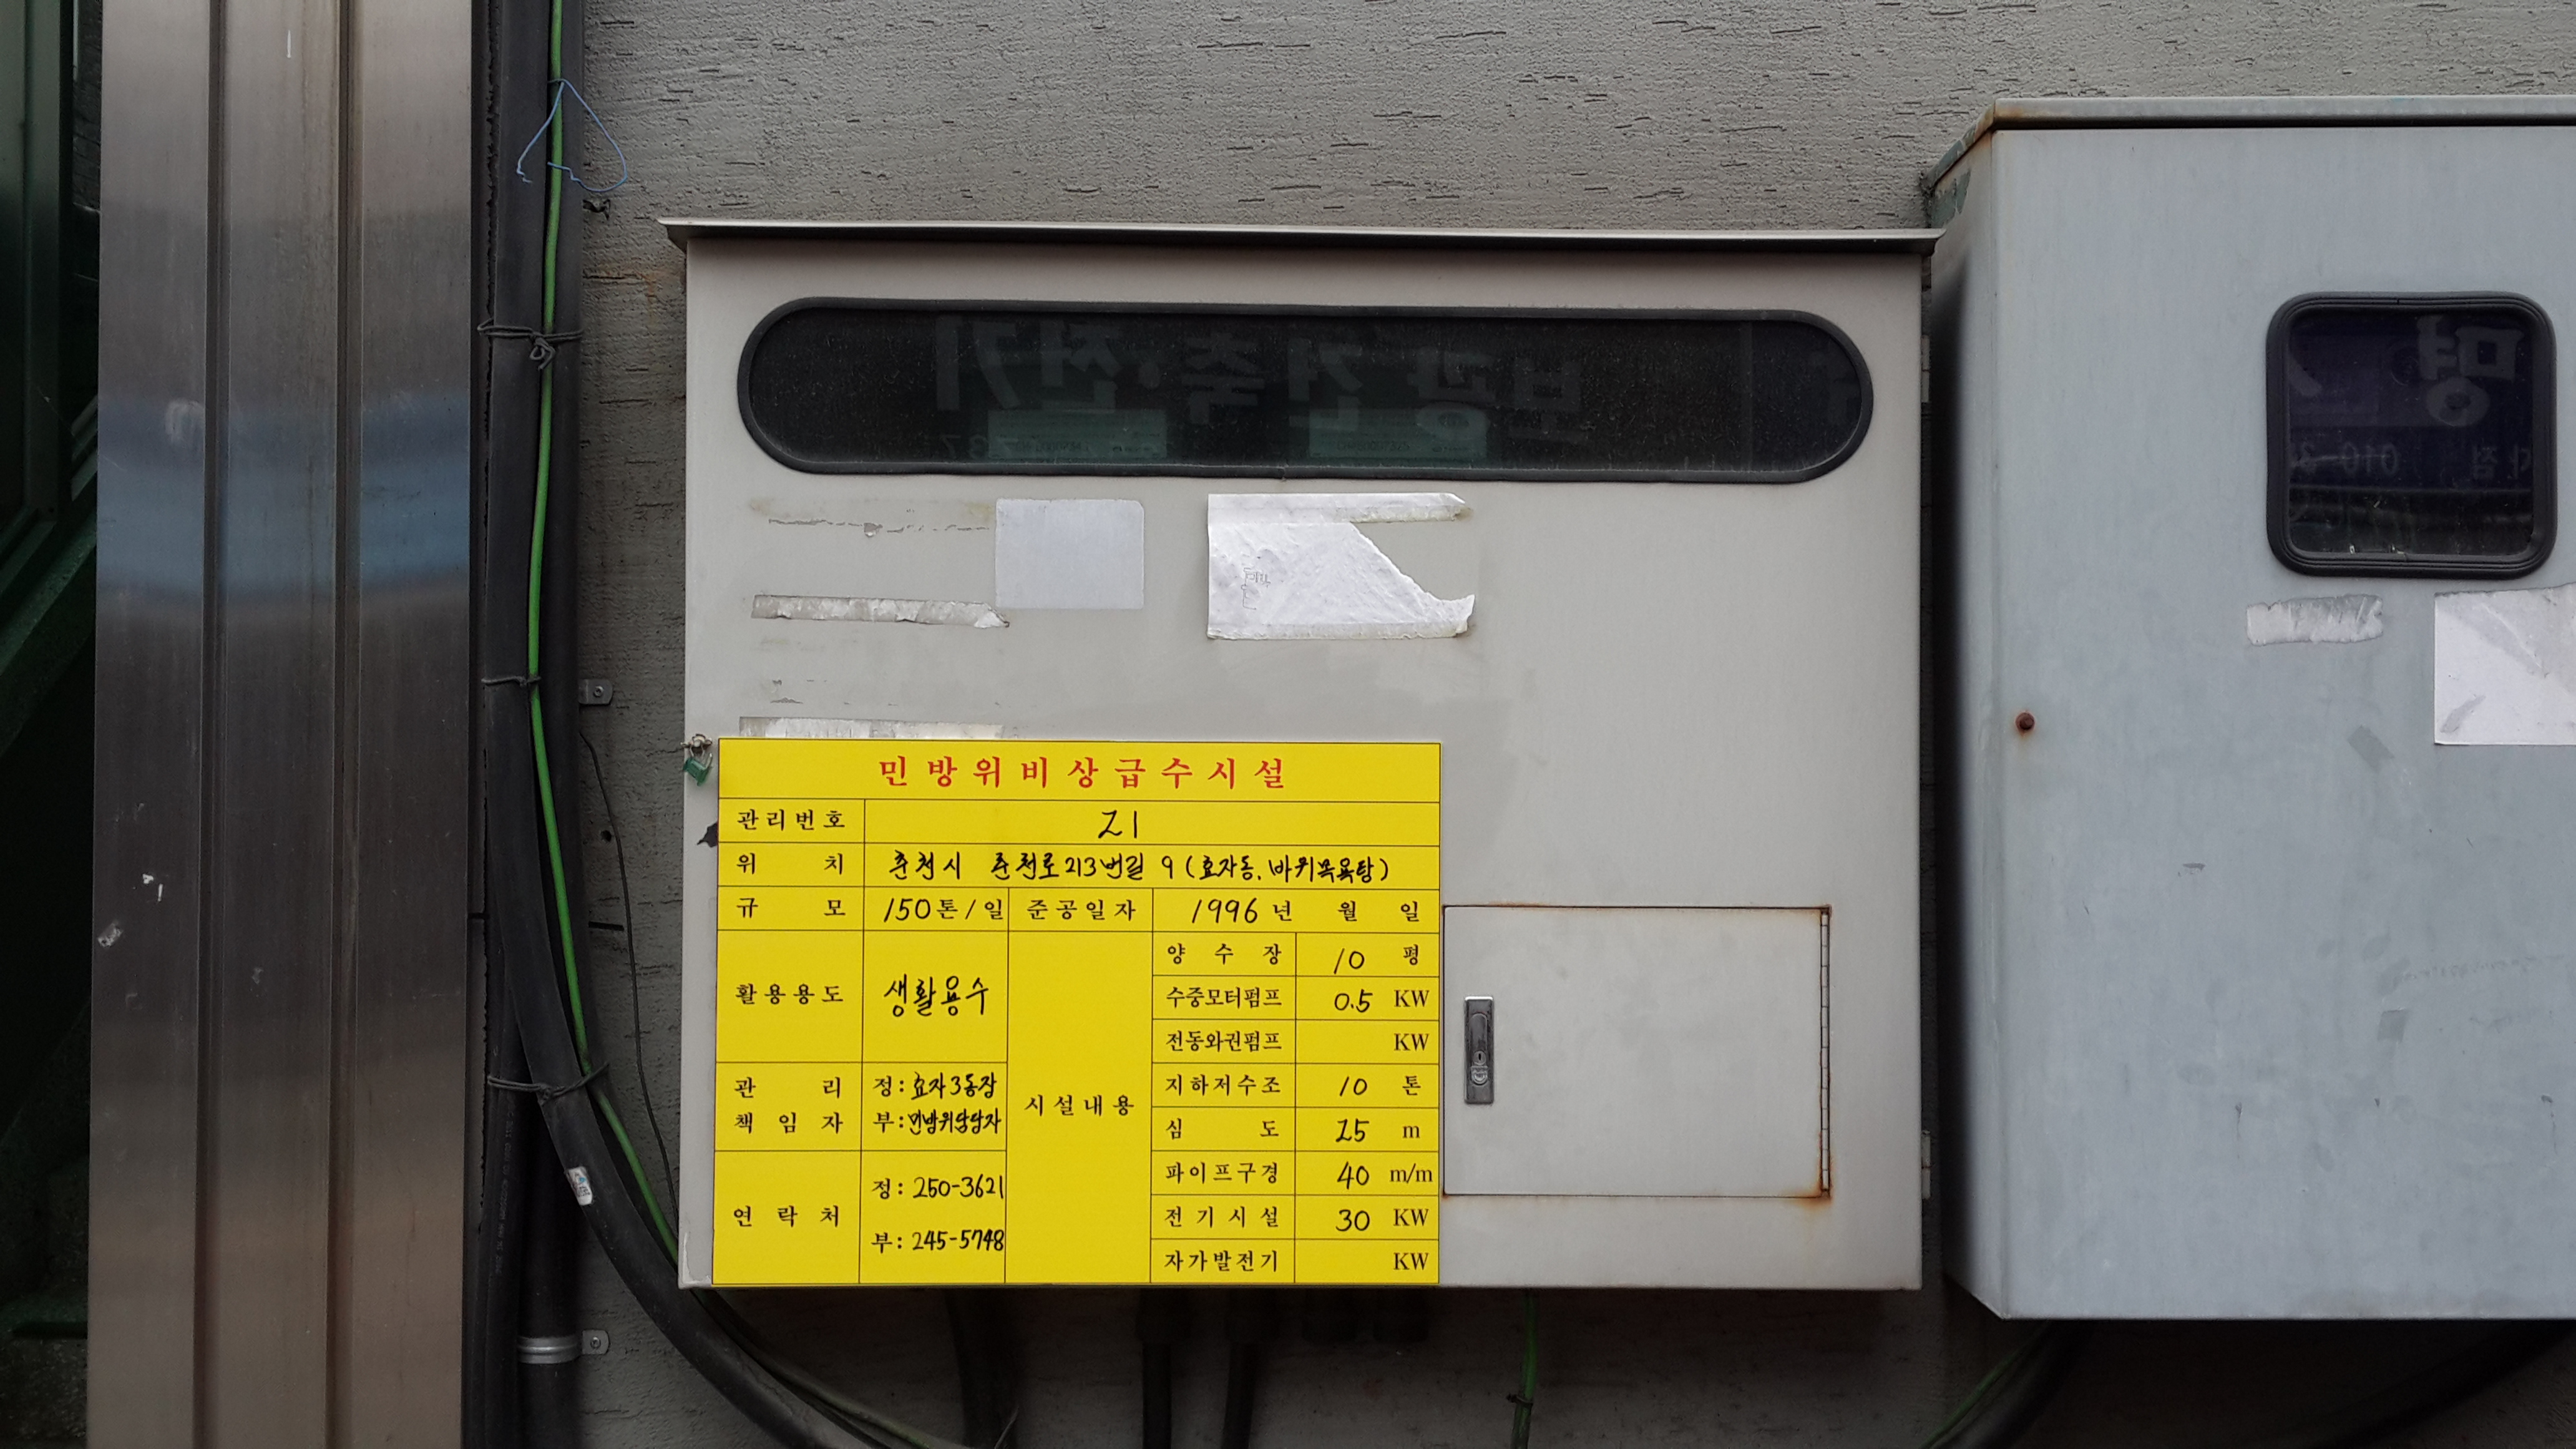 민방위비상급수시설
관리번호 21
위치 춘천시 춘천로213번길 9 (효자동, 바위목욕탕)
규모 150톤/일 준공일자 1996년 월 일
활용용도 생활용수
관리책임자 정: 효자3동장
부: 민방위담당자
연락처 정: 250-3621
부: 245-5748
시설내용
양수장 10 평
수중모터펌프 0.5 KW
전동와권펌프 KW
지하저수조 10 톤
심도 25 m
파이프구경 40 m/m
전기시설 30 KW
자가발전기 KW